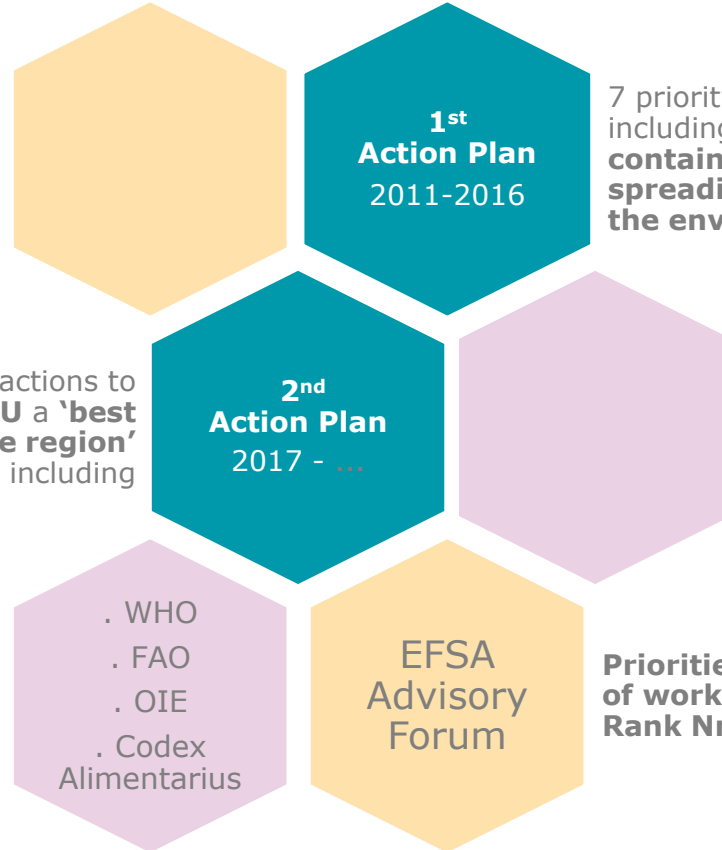 1st
Action Plan
2011-2016
7 priorit
including
contain
spreadi
the env
actions to
U a ‘best
e region’
including
2nd
Action Plan
2017 - ...
. WHO
. FAO
. OIE
. Codex
Alimentarius
EFSA
Advisory
Forum
Prioritie
of work
Rank Nr